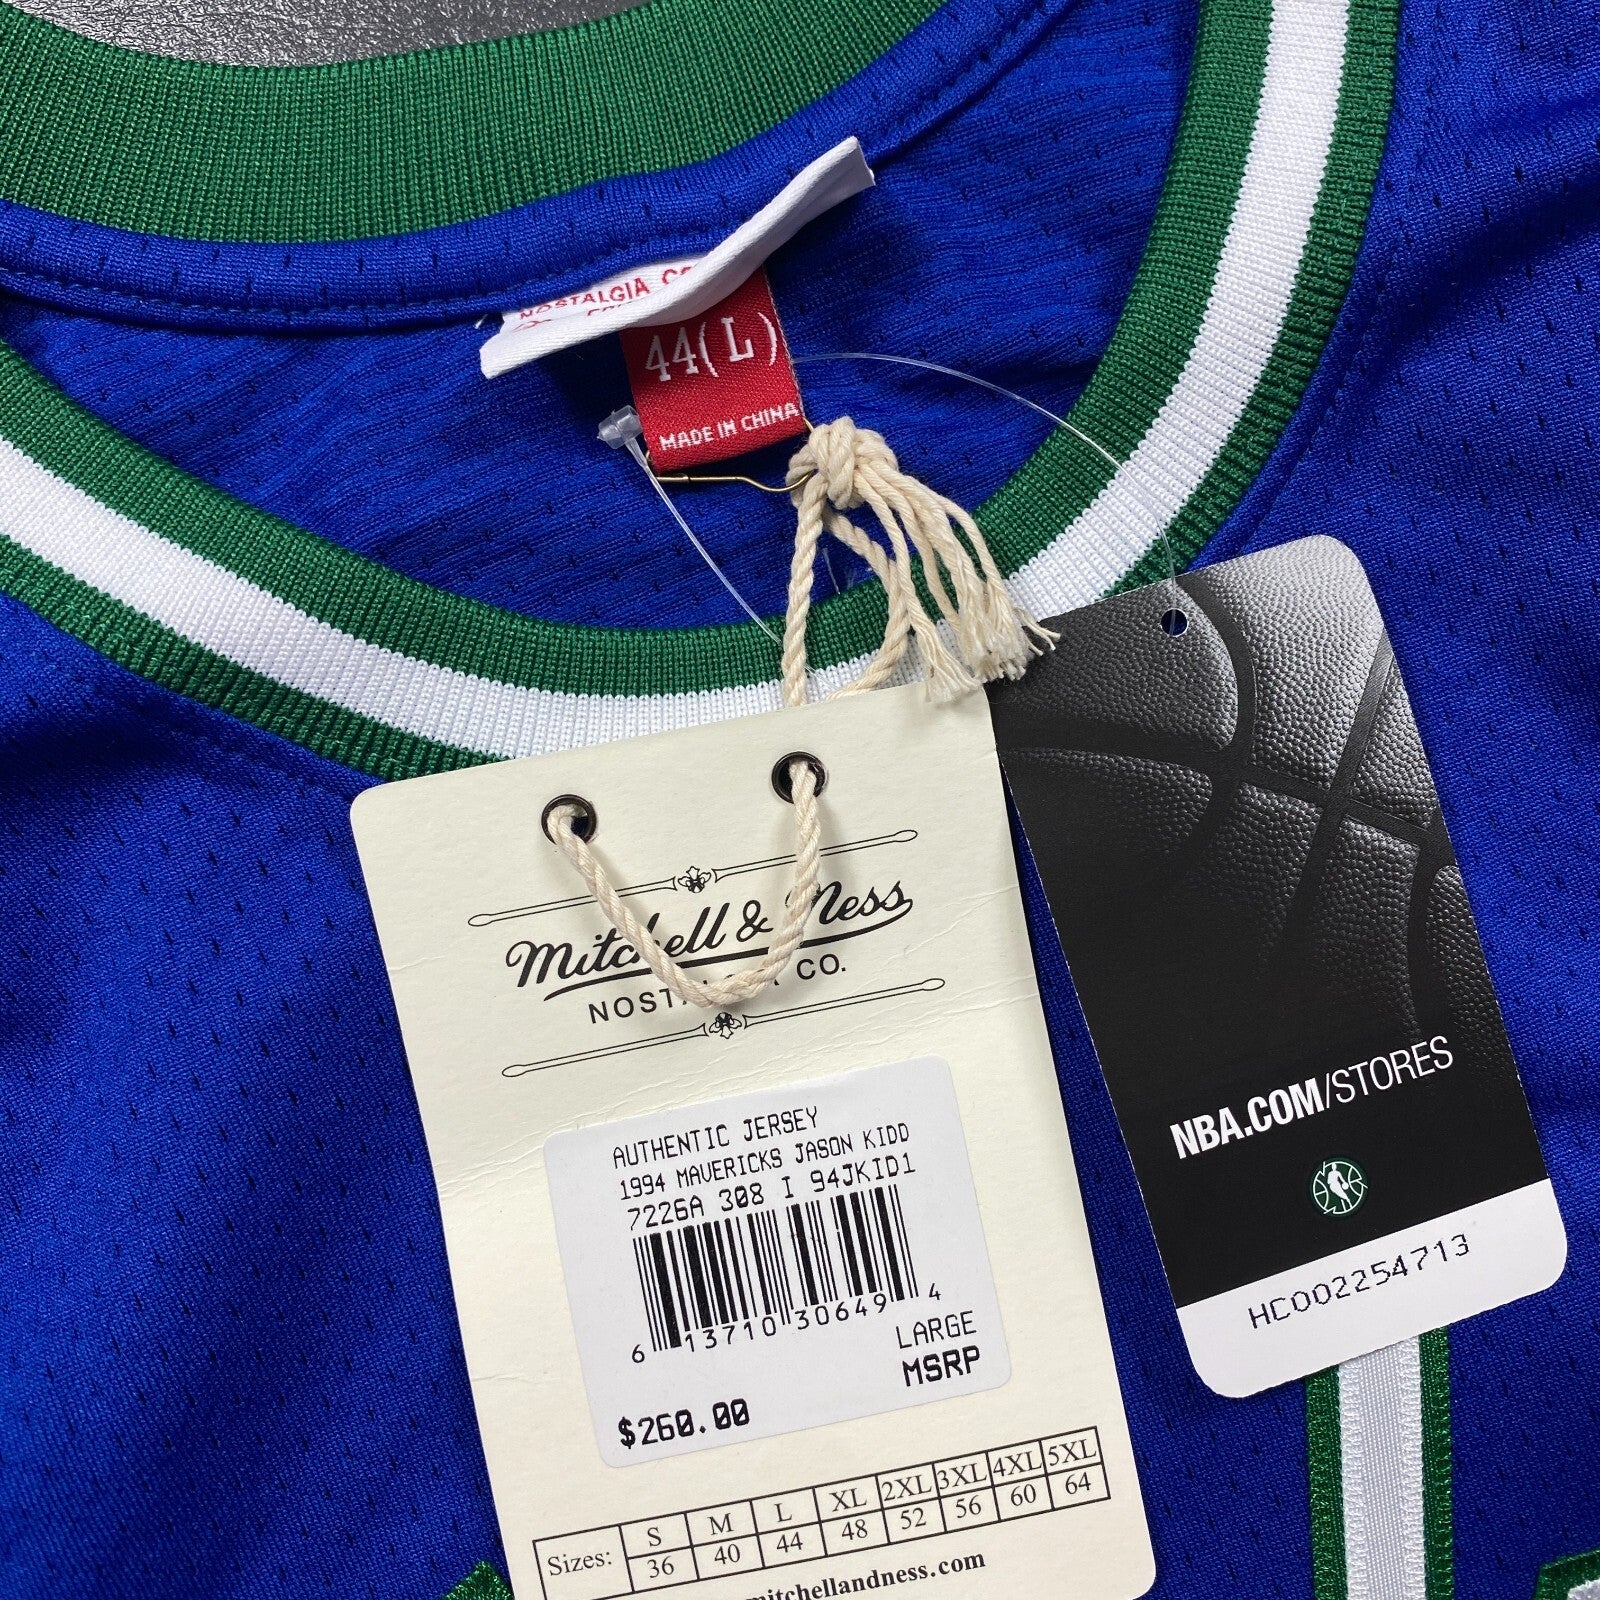 NOSTALGIA
44(L)
MADE IN CHINA
Mitchell & Ness
CO.
AUTHENTIC JERSEY
1994 MAVERICKS JASON KIDD
7226A 308 I 94JKID1
6 13710 30649 4
LARGE
MSRP
$260.00
Sizes: S M L XL 2XL 3XL 4XL 5XL
36 40 44 48 52 56 60 64
mitchellandness.com
NBA.COM/STORES
HC002254713